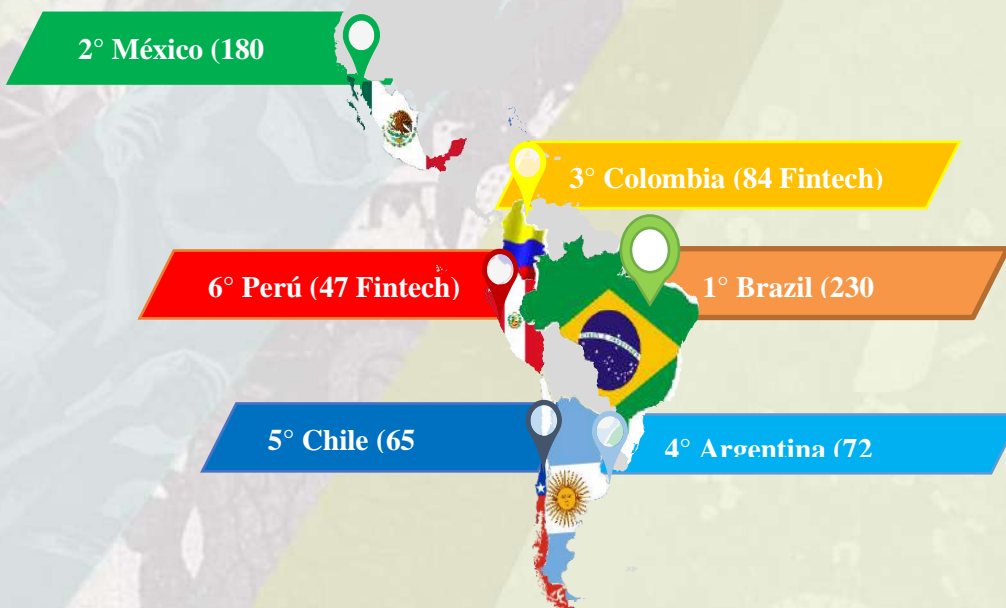 2° México (180
3° Colombia (84 Fintech)
6° Perú (47 Fintech)
1° Brazil (230
5° Chile (65
4° Argentina (72